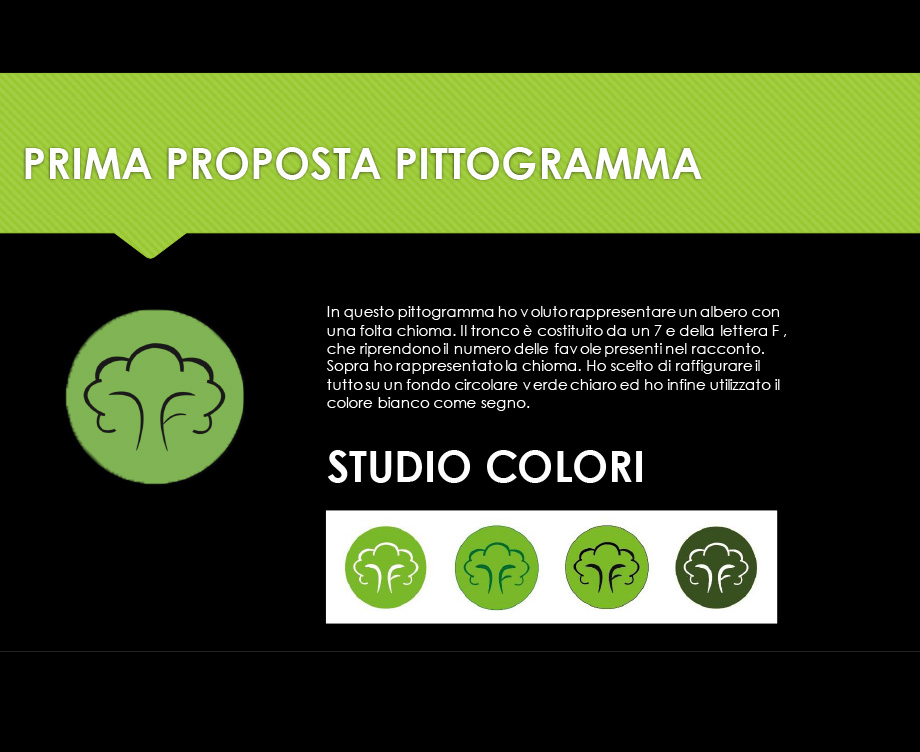 PRIMA PROPOSTA PITTOGRAMMA
In questo pittogramma ho voluto rappresentare un albero con
una folta chioma. Il tronco è costituito da un 7 e della lettera F ,
che riprendono il numero delle favole presenti nel racconto.
Sopra ho rappresentato la chioma. Ho scelto di raffigurare il
tutto su un fondo circolare verde chiaro ed ho infine utilizzato il
colore bianco come segno.
STUDIO COLORI